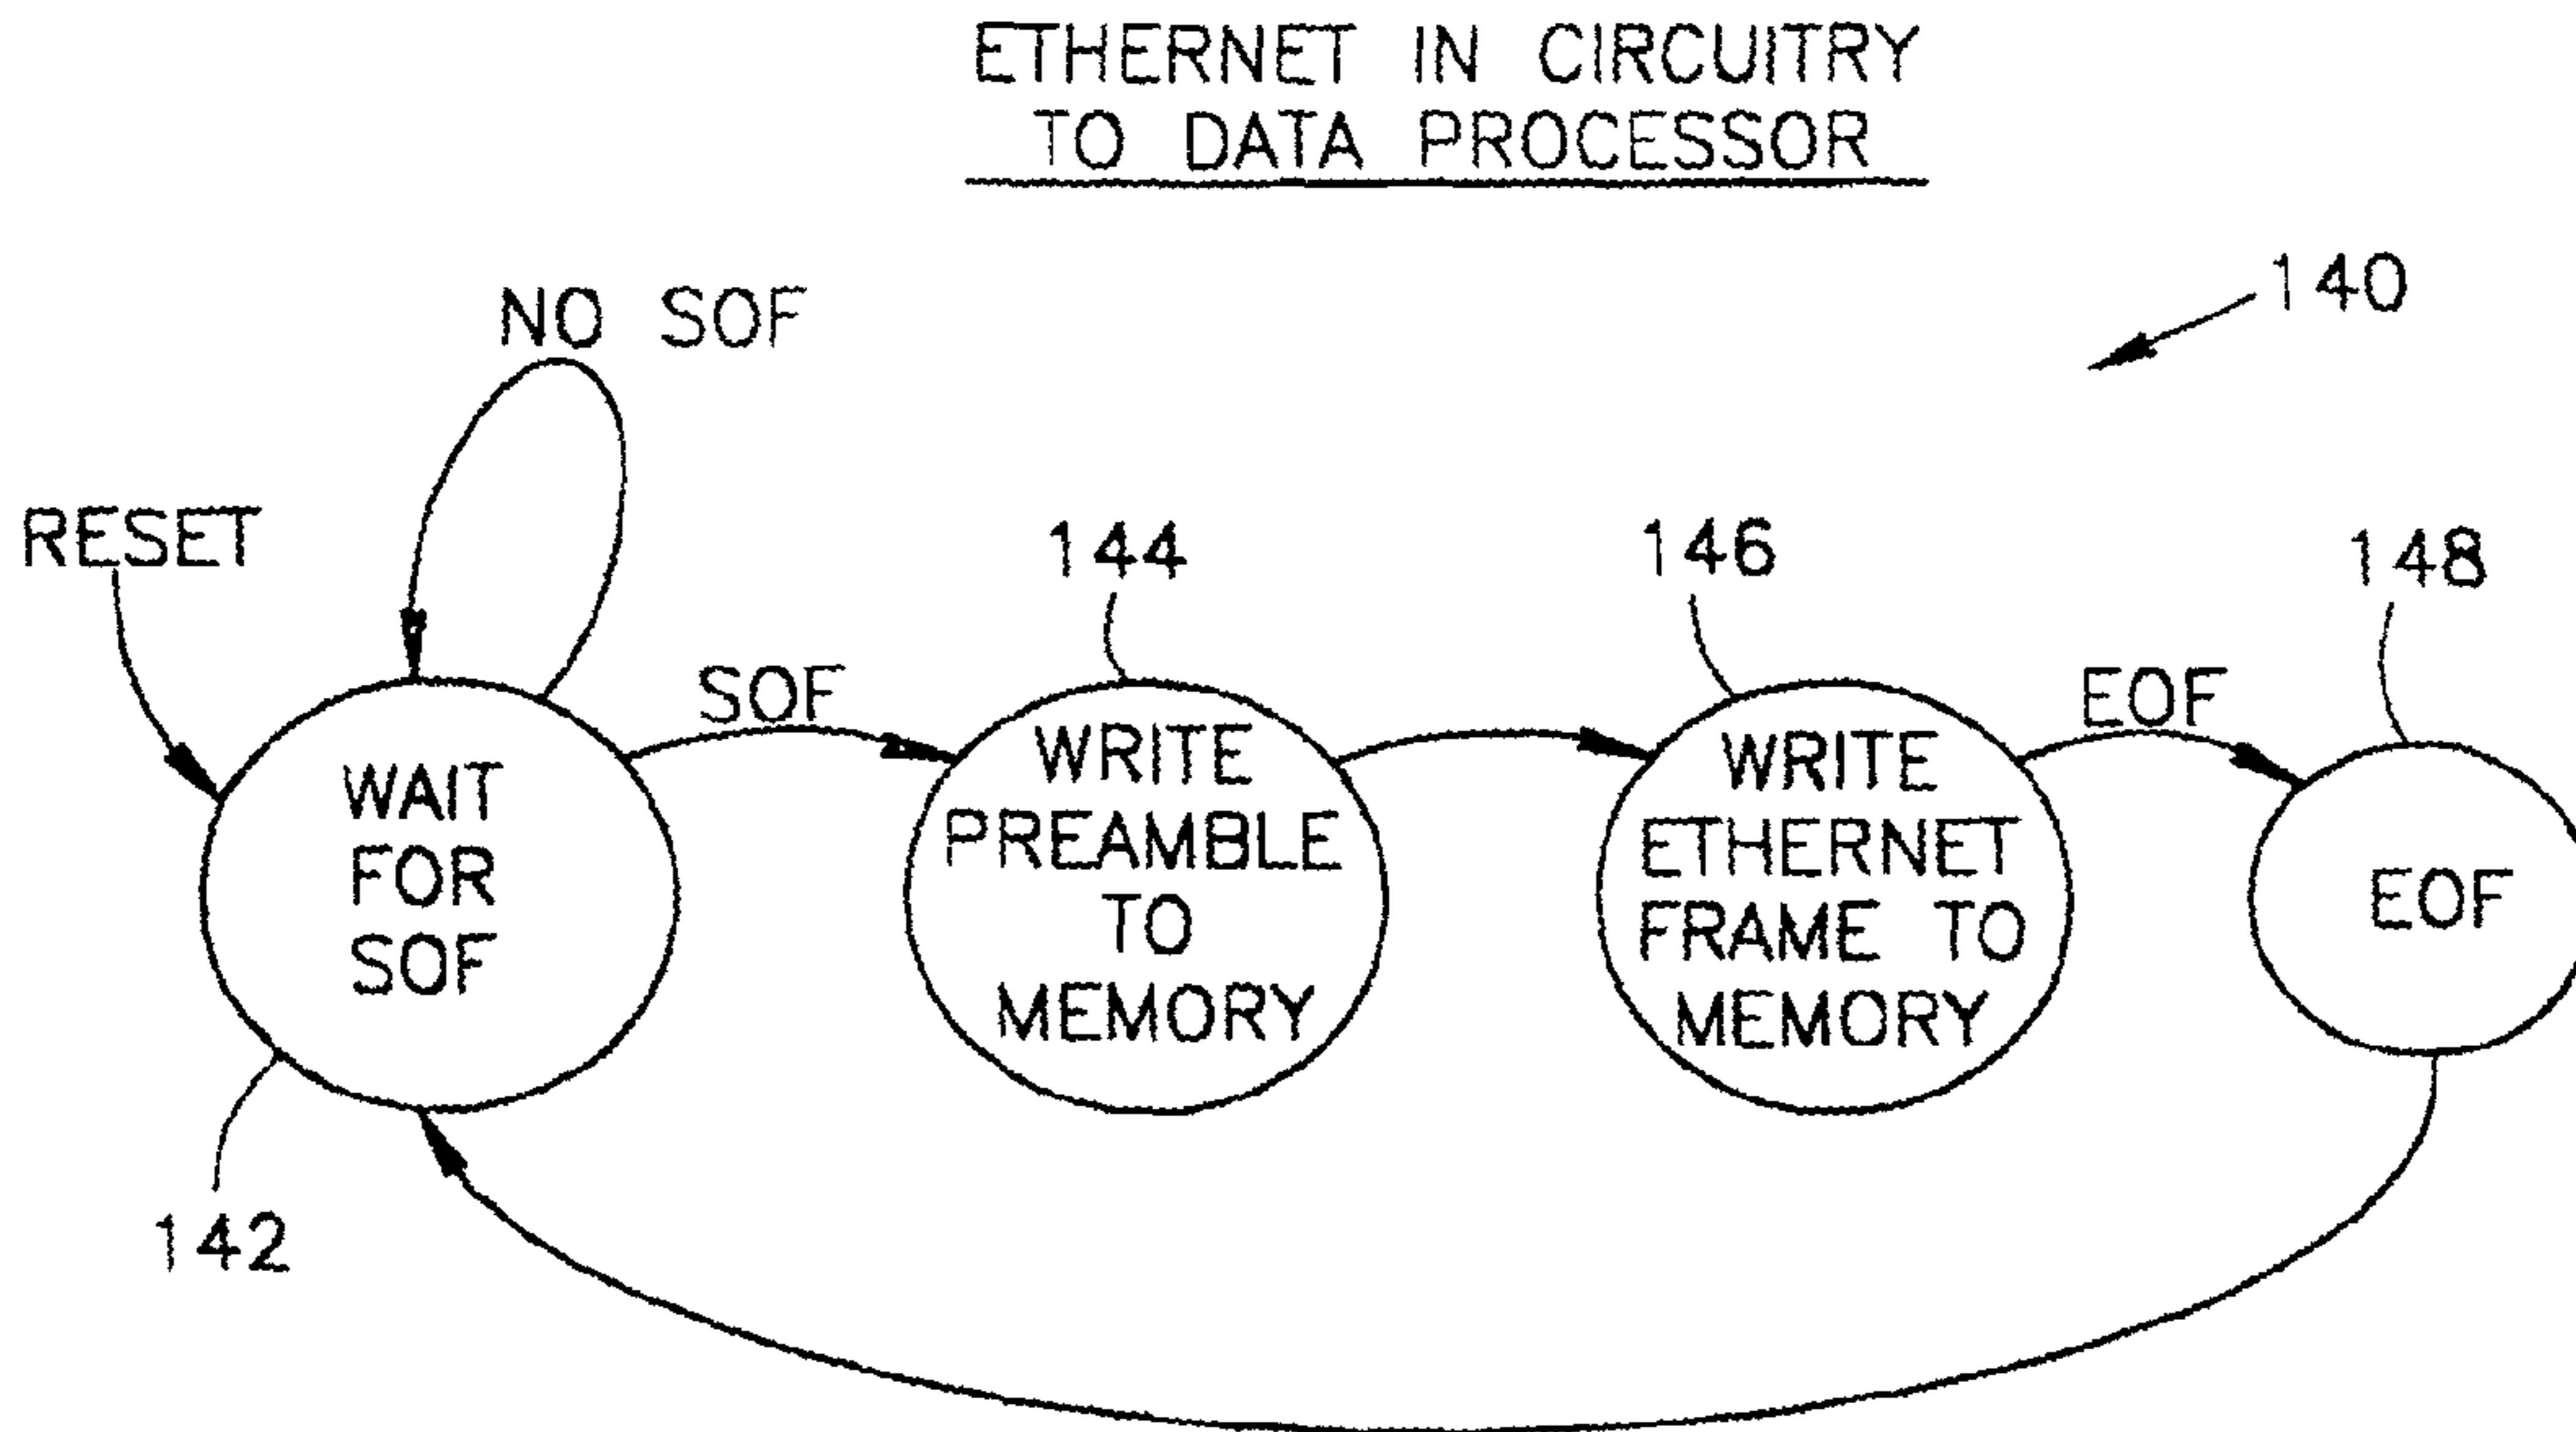 ETHERNET IN CIRCUITRY
TO DATA PROCESSOR
140
NO SOF
RESET
144
146
148
SOF
EOF
WAIT
FOR
SOF
WRITE
PREAMBLE
TO
MEMORY
WRITE
ETHERNET
FRAME TO
MEMORY
EOF
142